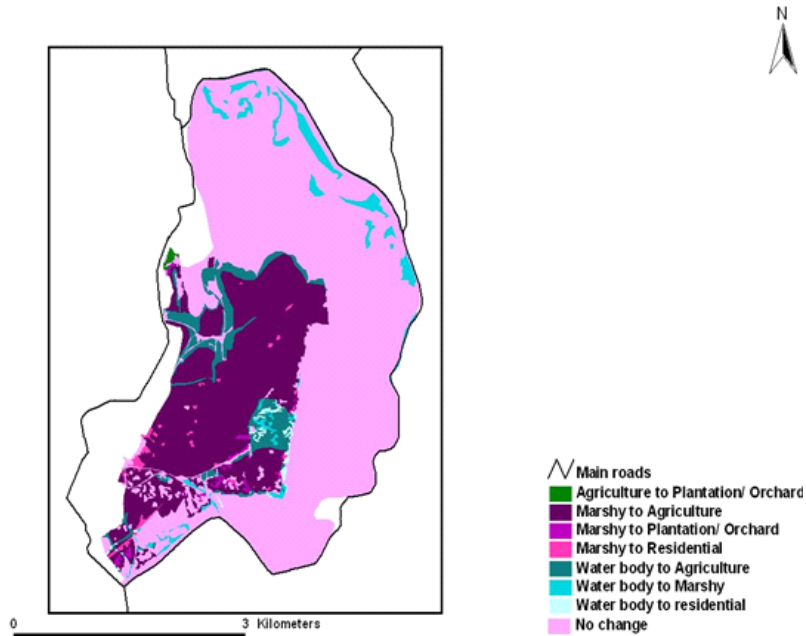 N
Main roads
Agriculture to Plantation/ Orchard
Marshy to Agriculture
Marshy to Plantation/ Orchard
Marshy to Residential
Water body to Agriculture
Water body to Marshy
Water body to residential
No change
0 3 Kilometers